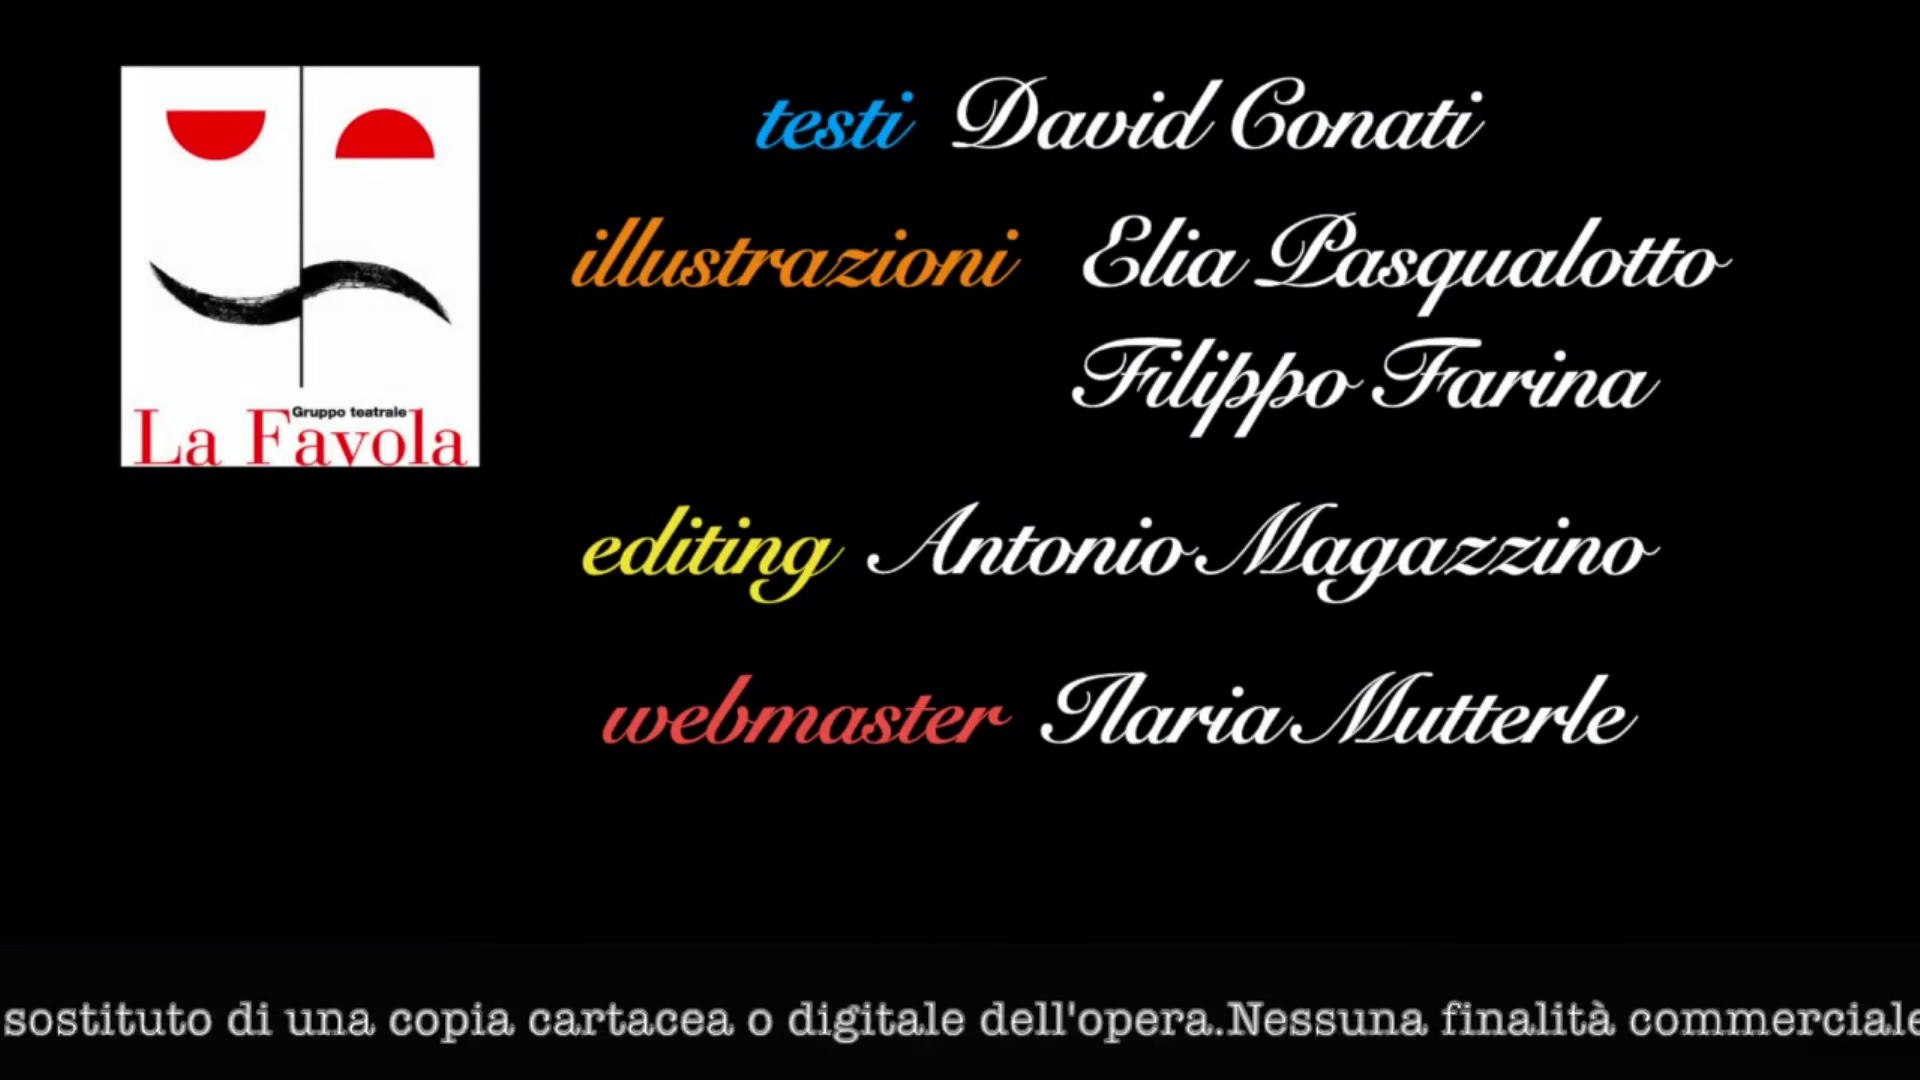 Gruppo teatrale
La Favola
testi David Conati
illustrazioni Elia Pasqualotto
Filippo Farina
editing Antonio Magazzino
webmaster Ilaria Mutterle
sostituto di una copia cartacea o digitale dell'opera.Nessuna finalità commerciale